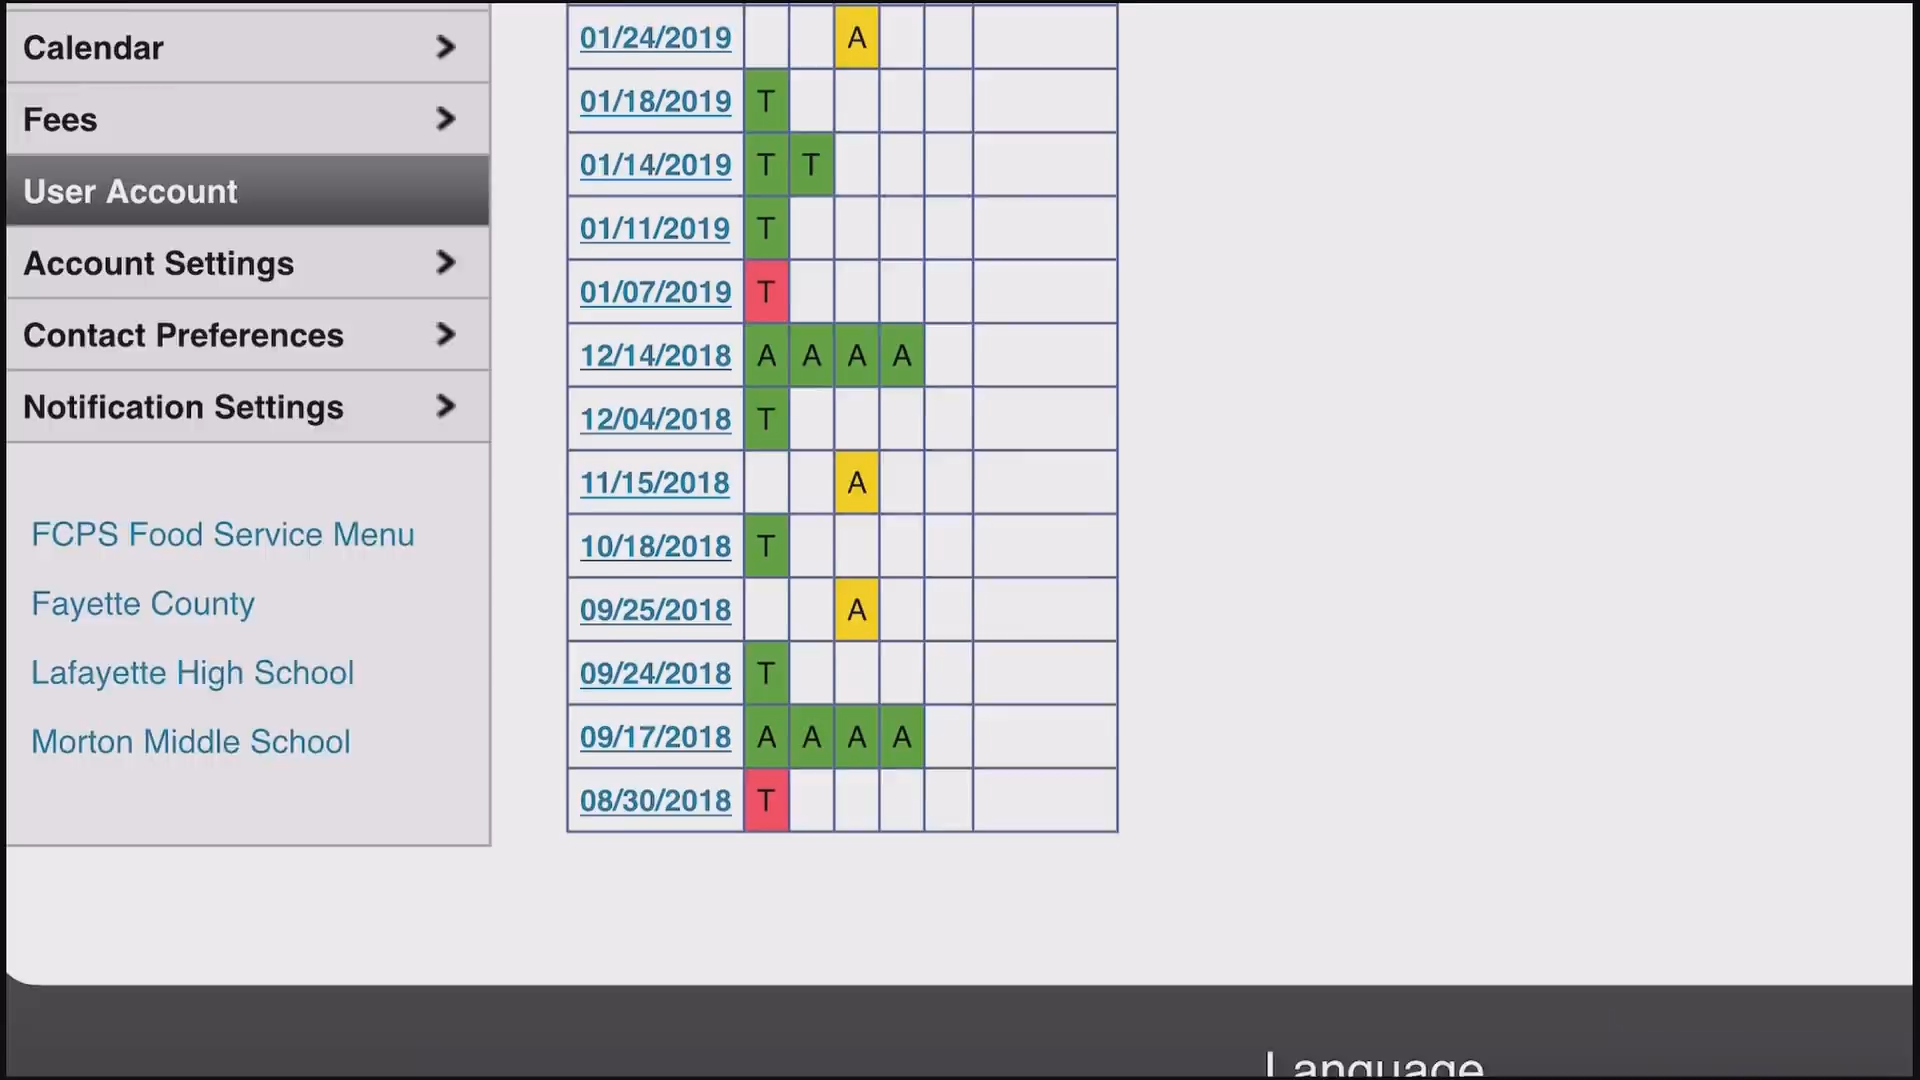 Calendar
Fees
User Account
Account Settings
Contact Preferences
Notification Settings
FCPS Food Service Menu
Fayette County
Lafayette High School
Morton Middle School
01/24/2019 A
01/18/2019 T
01/14/2019 T T
01/11/2019 T
01/07/2019 T
12/14/2018 A A A A
12/04/2018 T
11/15/2018 A
10/18/2018 T
09/25/2018 A
09/24/2018 T
09/17/2018 A A A A
08/30/2018 T
Language